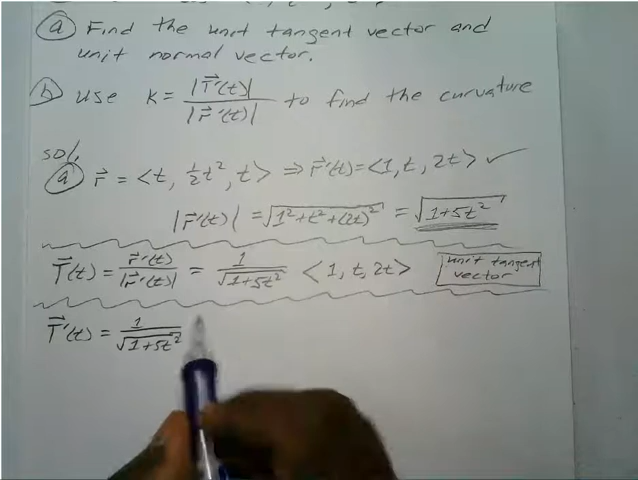 (a) Find the unit tangent vector and
unit normal vector.
(b) Use K = |T⃗'(t)| / |r⃗'(t)| to find the curvature
sol.
(a) r⃗ = <t, ½t², t> ⇒ r⃗'(t) = <1, t, 2t> ✓
|r⃗'(t)| = √(1² + t² + (2t)²) = √(1+5t²)
T⃗(t) = r⃗'(t) / |r⃗'(t)| = 1/√(1+5t²) <1, t, 2t> unit tangent vector
T⃗'(t) = 1/√(1+5t²)